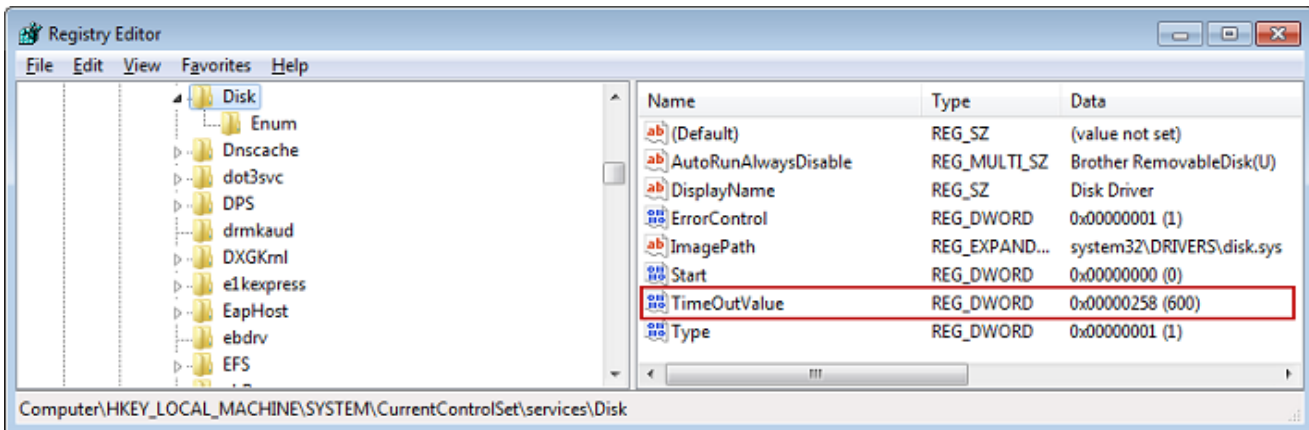 Registry Editor
File Edit View Favorites Help
Disk
Enum
Dnscache
dot3svc
DPS
drmkaud
DXGKrnl
e1kexpress
EapHost
ebdrv
EFS
Name Type Data
(Default) REG_SZ (value not set)
AutoRunAlwaysDisable REG_MULTI_SZ Brother RemovableDisk(U)
DisplayName REG_SZ Disk Driver
ErrorControl REG_DWORD 0x00000001 (1)
ImagePath REG_EXPAND... system32\DRIVERS\disk.sys
Start REG_DWORD 0x00000000 (0)
TimeOutValue REG_DWORD 0x00000258 (600)
Type REG_DWORD 0x00000001 (1)
Computer\HKEY_LOCAL_MACHINE\SYSTEM\CurrentControlSet\services\Disk